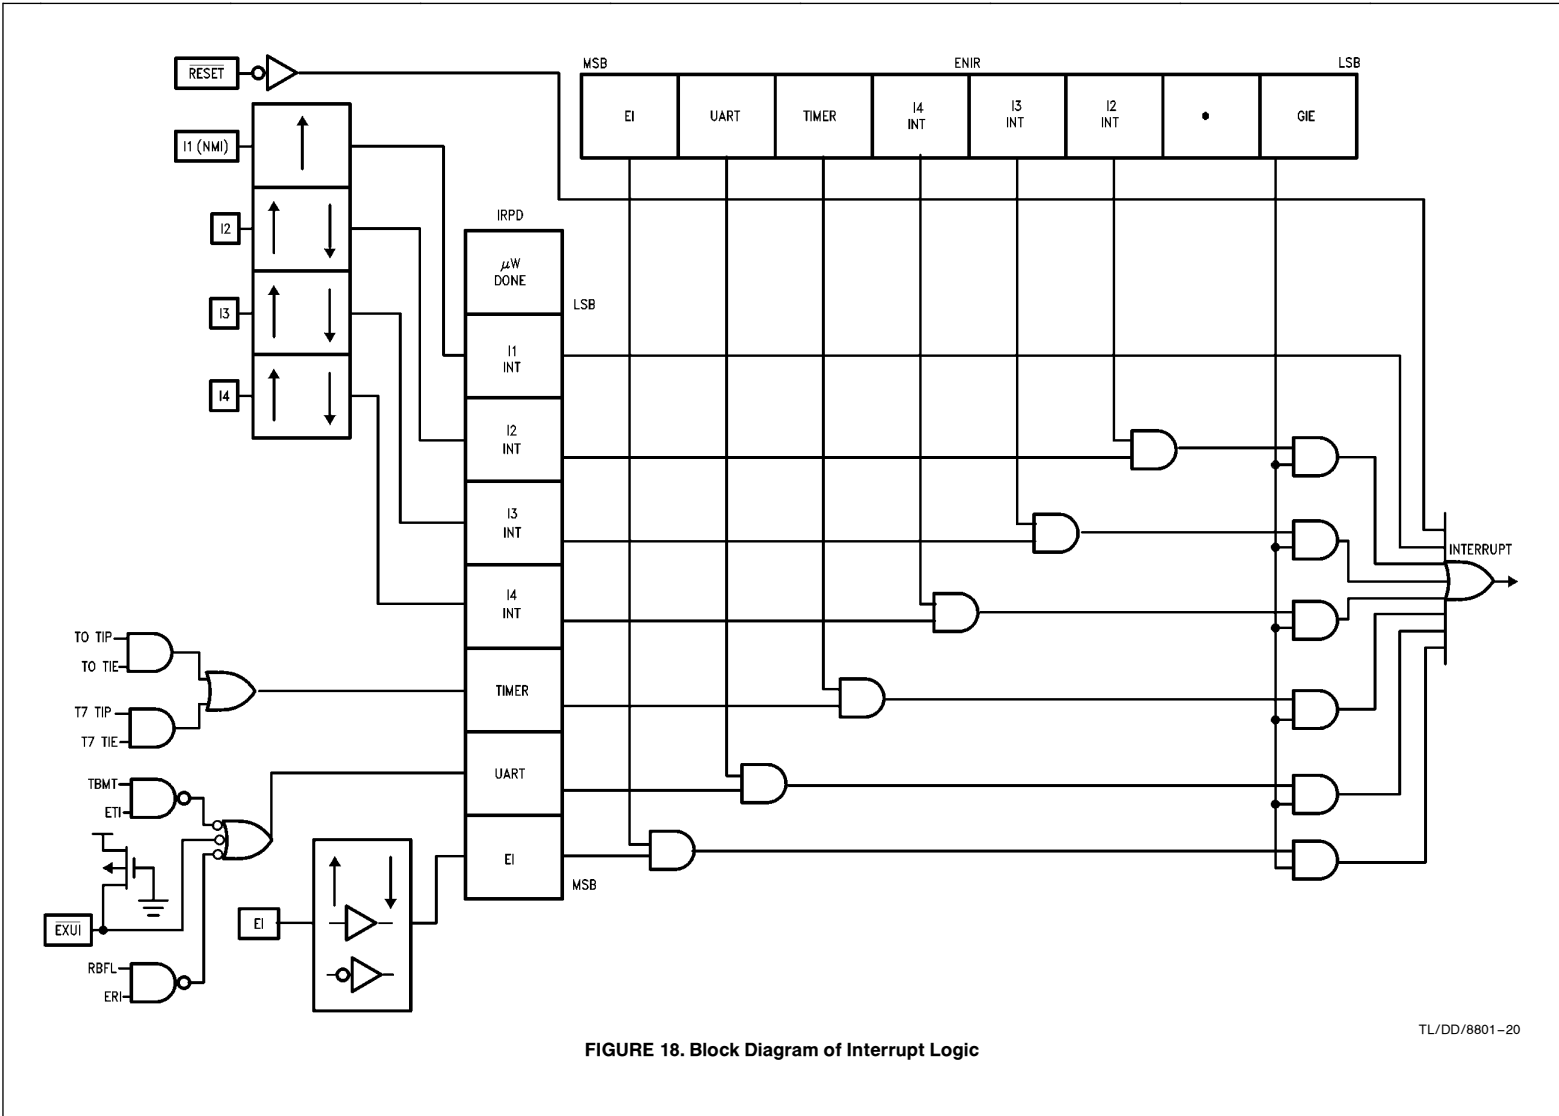 RESET
I1 (NMI)
I2
I3
I4
MSB
ENIR
LSB
EI
UART
TIMER
I4
INT
I3
INT
I2
INT
•
GIE
IRPD
μW
DONE
LSB
I1
INT
I2
INT
I3
INT
I4
INT
TIMER
UART
EI
MSB
INTERRUPT
TO TIP
TO TIE
T7 TIP
T7 TIE
TBMT
ETI
EXUI
RBFL
ERI
EI
TL/DD/8801–20
FIGURE 18. Block Diagram of Interrupt Logic